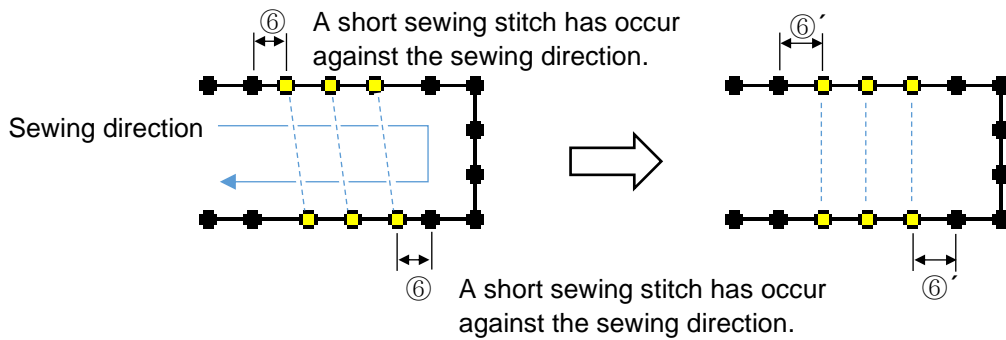 ⑥ A short sewing stitch has occur
against the sewing direction.
⑥´
Sewing direction
⑥ A short sewing stitch has occur
against the sewing direction.
⑥´